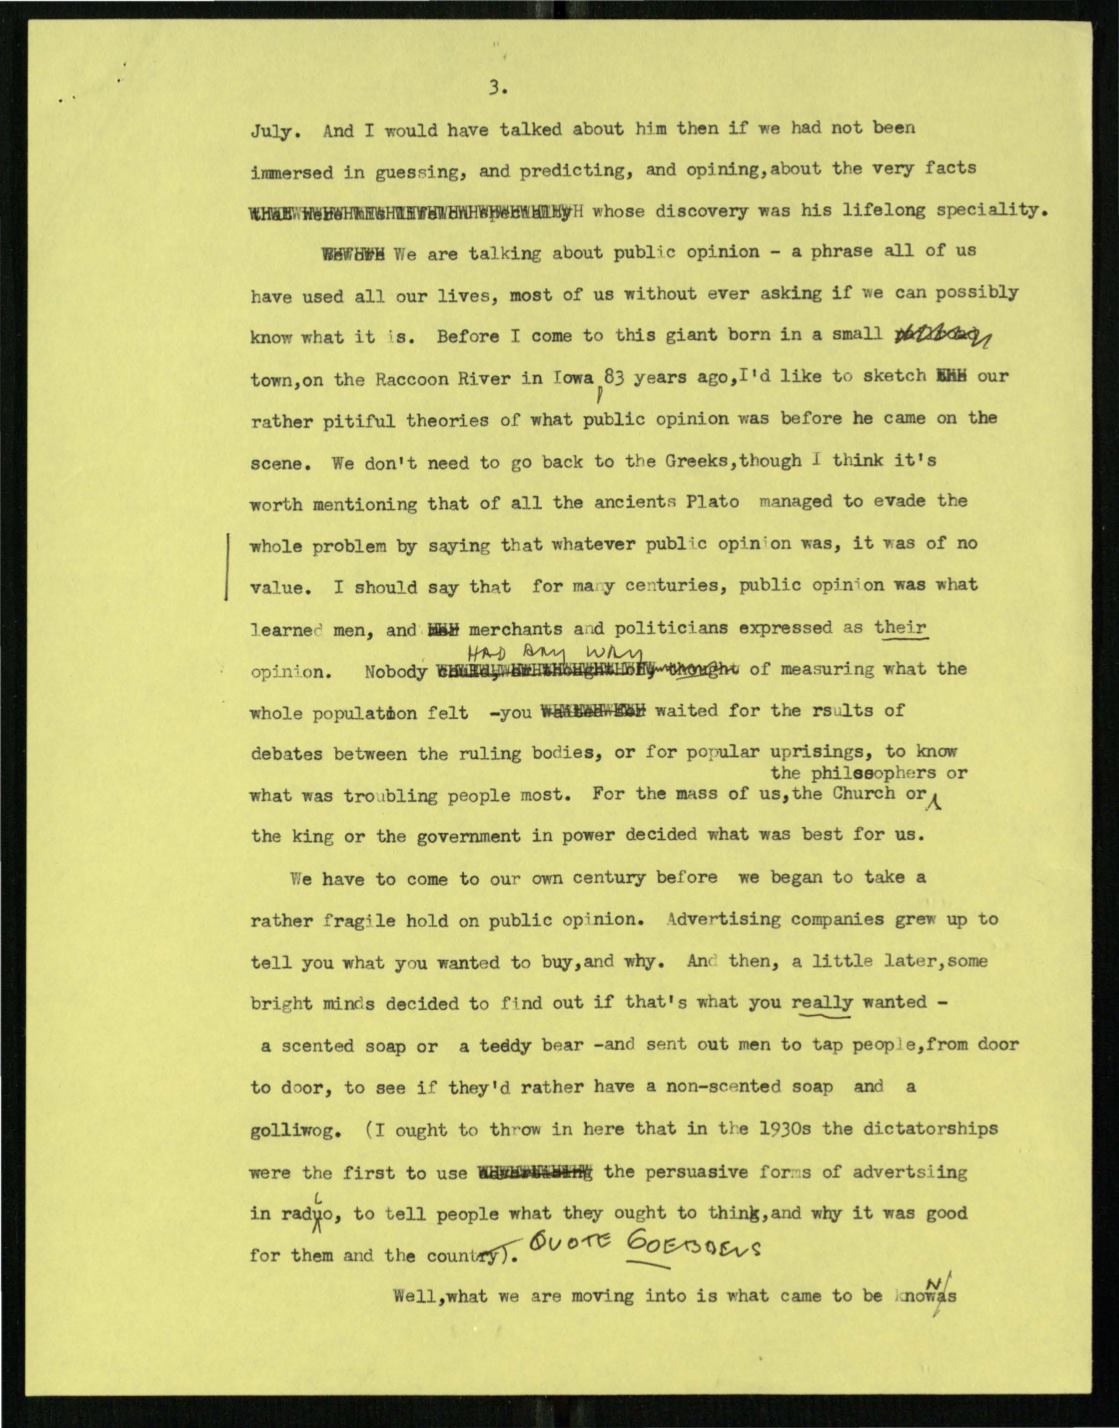 3.
July. And I would have talked about him then if we had not been
immersed in guessing, and predicting, and opining,about the very facts
whose discovery was his lifelong speciality.
We are talking about public opinion - a phrase all of us
have used all our lives, most of us without ever asking if we can possibly
know what it is. Before I come to this giant born in a small
town,on the Raccoon River in Iowa, 83 years ago,I'd like to sketch our
rather pitiful theories of what public opinion was before he came on the
scene. We don't need to go back to the Greeks,though I think it's
worth mentioning that of all the ancients Plato managed to evade the
whole problem by saying that whatever public opinion was, it was of no
value. I should say that for many centuries, public opinion was what
learned men, and merchants and politicians expressed as their
HAD ANY WAY
opinion. Nobody of measuring what the
whole population felt -you waited for the rsults of
debates between the ruling bodies, or for popular uprisings, to know
the philosophers or
what was troubling people most. For the mass of us,the Church or
the king or the government in power decided what was best for us.
We have to come to our own century before we began to take a
rather fragile hold on public opinion. Advertising companies grew up to
tell you what you wanted to buy,and why. And then, a little later,some
bright minds decided to find out if that's what you really wanted -
a scented soap or a teddy bear -and sent out men to tap people,from door
to door, to see if they'd rather have a non-scented soap and a
golliwog. (I ought to throw in here that in the 1930s the dictatorships
were the first to use the persuasive forms of advertsiing
in radio, to tell people what they ought to think,and why it was good
for them and the country). QUOTE GOEBBELS
Well,what we are moving into is what came to be known as